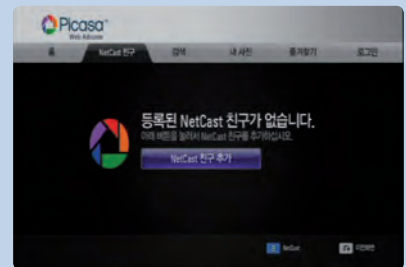 Picasa™
Web Albums
홈 NetCast 친구 검색 내 사진 즐겨찾기 로그인
등록된 NetCast 친구가 없습니다.
아래 버튼을 눌러서 NetCast 친구를 추가하십시오.
NetCast 친구 추가
NetCast 이전화면